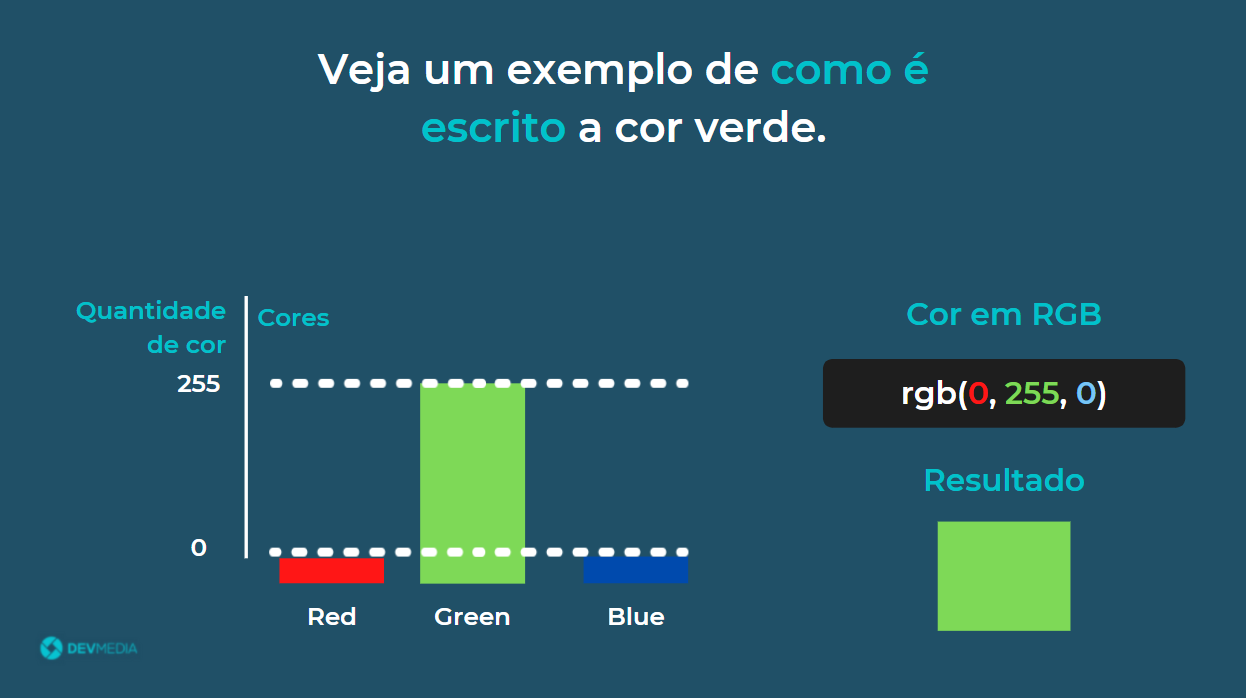 Veja um exemplo de como é
escrito a cor verde.
Quantidade
de cor
Cores
255
0
Red
Green
Blue
Cor em RGB
rgb(0, 255, 0)
Resultado
DEVMEDIA